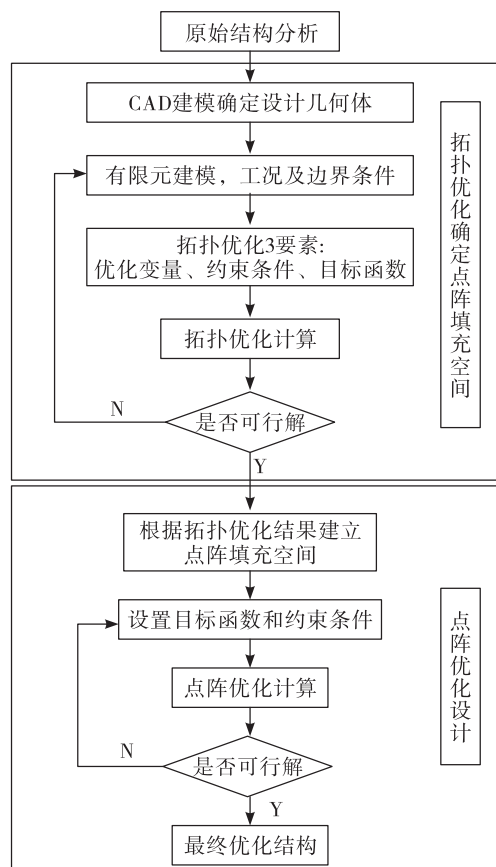 原始结构分析
CAD建模确定设计几何体
有限元建模，工况及边界条件
拓扑优化3要素:
优化变量、约束条件、目标函数
拓扑优化计算
是否可行解
N
Y
拓扑优化确定点阵填充空间
根据拓扑优化结果建立
点阵填充空间
设置目标函数和约束条件
点阵优化计算
是否可行解
N
Y
最终优化结构
点阵优化设计